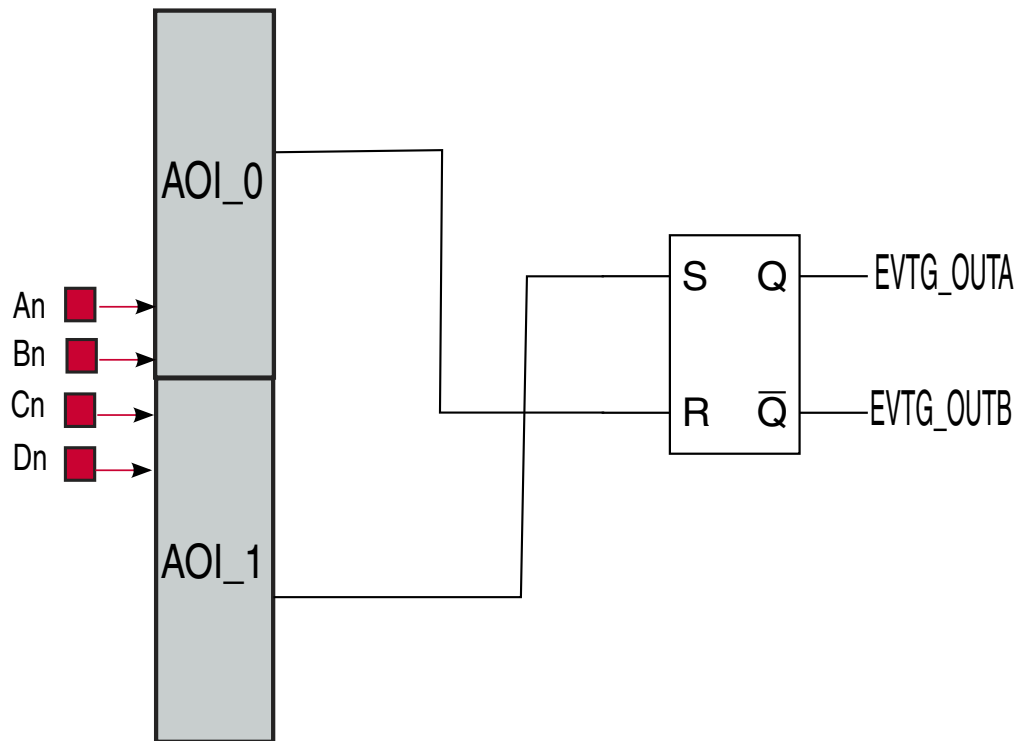 AOI_0
An
Bn
Cn
Dn
AOI_1
S Q EVTG_OUTA
R Q̅ EVTG_OUTB